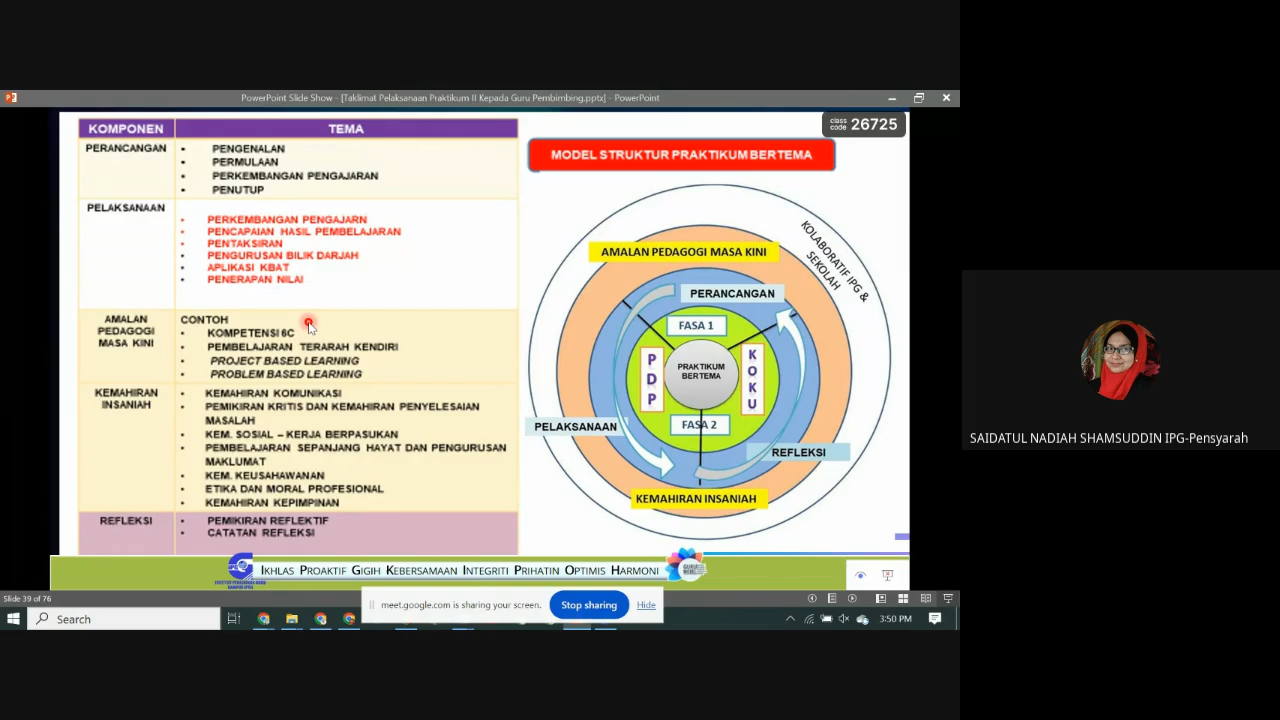 PowerPoint Slide Show - [Taklimat Pelaksanaan Praktikum II Kepada Guru Pembimbing.pptx] - PowerPoint
class code 26725
KOMPONEN TEMA
PERANCANGAN
• PENGENALAN
• PERMULAAN
• PERKEMBANGAN PENGAJARAN
• PENUTUP
PELAKSANAAN
• PERKEMBANGAN PENGAJARN
• PENCAPAIAN HASIL PEMBELAJARAN
• PENTAKSIRAN
• PENGURUSAN BILIK DARJAH
• APLIKASI KBAT
• PENERAPAN NILAI
AMALAN
PEDAGOGI
MASA KINI
CONTOH
• KOMPETENSI 6C
• PEMBELAJARAN TERARAH KENDIRI
• PROJECT BASED LEARNING
• PROBLEM BASED LEARNING
KEMAHIRAN
INSANIAH
• KEMAHIRAN KOMUNIKASI
• PEMIKIRAN KRITIS DAN KEMAHIRAN PENYELESAIAN
MASALAH
• KEM. SOSIAL – KERJA BERPASUKAN
• PEMBELAJARAN SEPANJANG HAYAT DAN PENGURUSAN
MAKLUMAT
• KEM. KEUSAHAWANAN
• ETIKA DAN MORAL PROFESIONAL
• KEMAHIRAN KEPIMPINAN
REFLEKSI
• PEMIKIRAN REFLEKTIF
• CATATAN REFLEKSI
MODEL STRUKTUR PRAKTIKUM BERTEMA
KOLABORATIF IPG &
SEKOLAH
AMALAN PEDAGOGI MASA KINI
PERANCANGAN
FASA 1
PDP
PRAKTIKUM
BERTEMA
KOKU
FASA 2
PELAKSANAAN
REFLEKSI
KEMAHIRAN INSANIAH
IKHLAS PROAKTIF GIGIH KEBERSAMAAN INTEGRITI PRIHATIN OPTIMIS HARMONI
Slide 39 of 76
meet.google.com is sharing your screen.
Stop sharing
Hide
Search
3:50 PM
SAIDATUL NADIAH SHAMSUDDIN IPG-Pensyarah